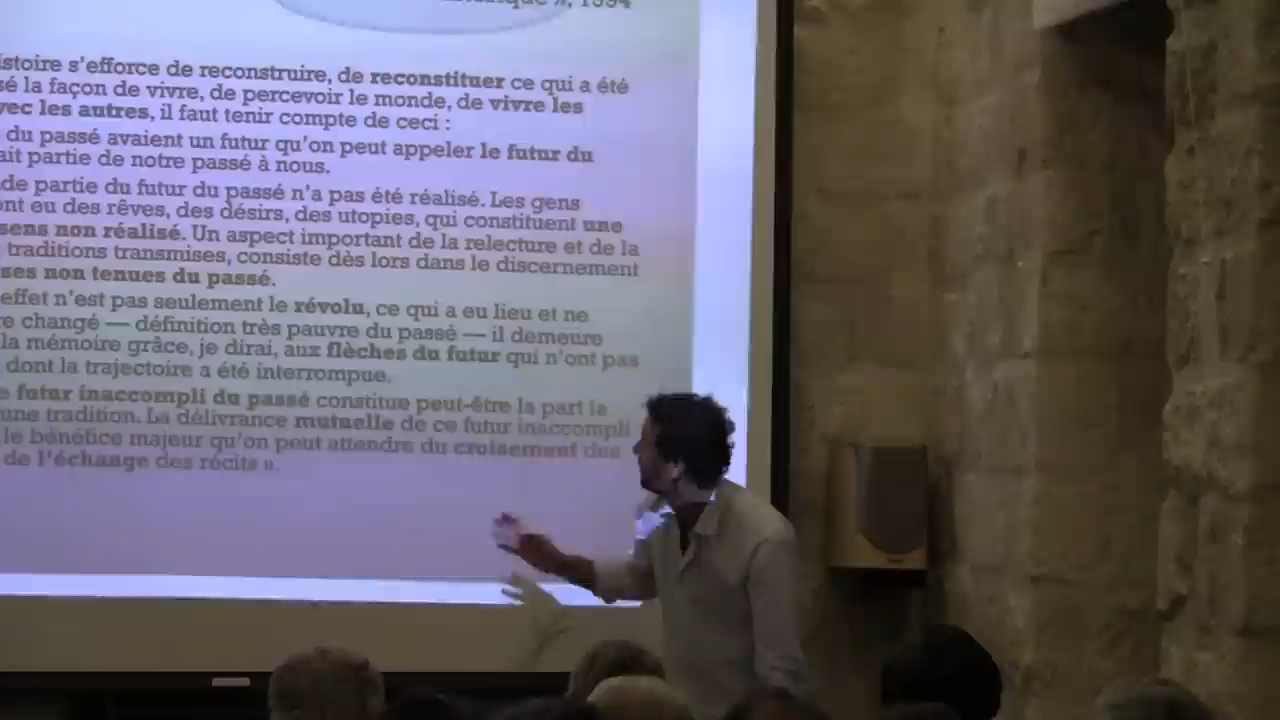 », 1994
istoire s'efforce de reconstruire, de reconstituer ce qui a été
sé la façon de vivre, de percevoir le monde, de vivre les
vec les autres, il faut tenir compte de ceci :
du passé avaient un futur qu'on peut appeler le futur du
ait partie de notre passé à nous.
de partie du futur du passé n'a pas été réalisé. Les gens
ont eu des rêves, des désirs, des utopies, qui constituent une
sens non réalisé. Un aspect important de la relecture et de la
traditions transmises, consiste dès lors dans le discernement
ses non tenues du passé.
effet n'est pas seulement le révolu, ce qui a eu lieu et ne
re changé — définition très pauvre du passé — il demeure
la mémoire grâce, je dirai, aux flèches du futur qui n'ont pas
dont la trajectoire a été interrompue.
e futur inaccompli du passé constitue peut-être la part la
une tradition. La délivrance mutuelle de ce futur inaccompli
le bénéfice majeur qu'on peut attendre du croisement des
de l'échange des récits ».